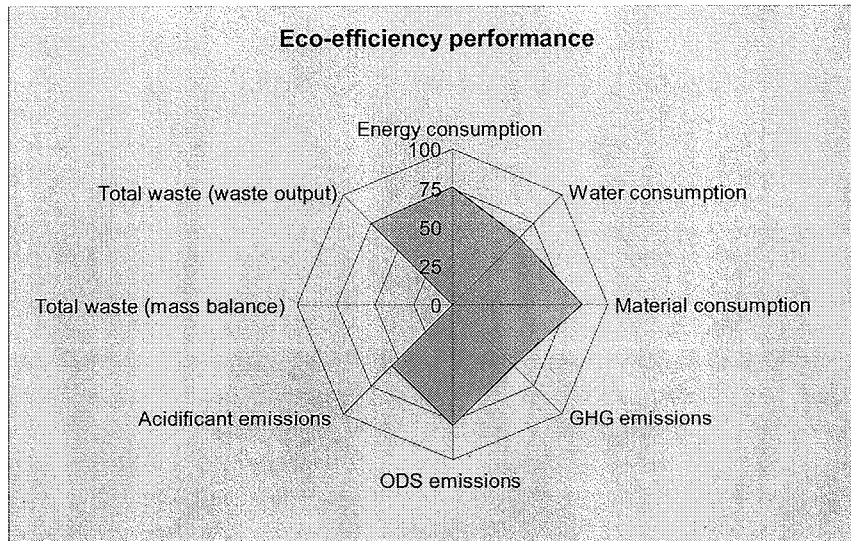 Eco-efficiency performance
Energy consumption
100
Total waste (waste output)
75
Water consumption
50
25
Total waste (mass balance)
0
Material consumption
Acidificant emissions
GHG emissions
ODS emissions